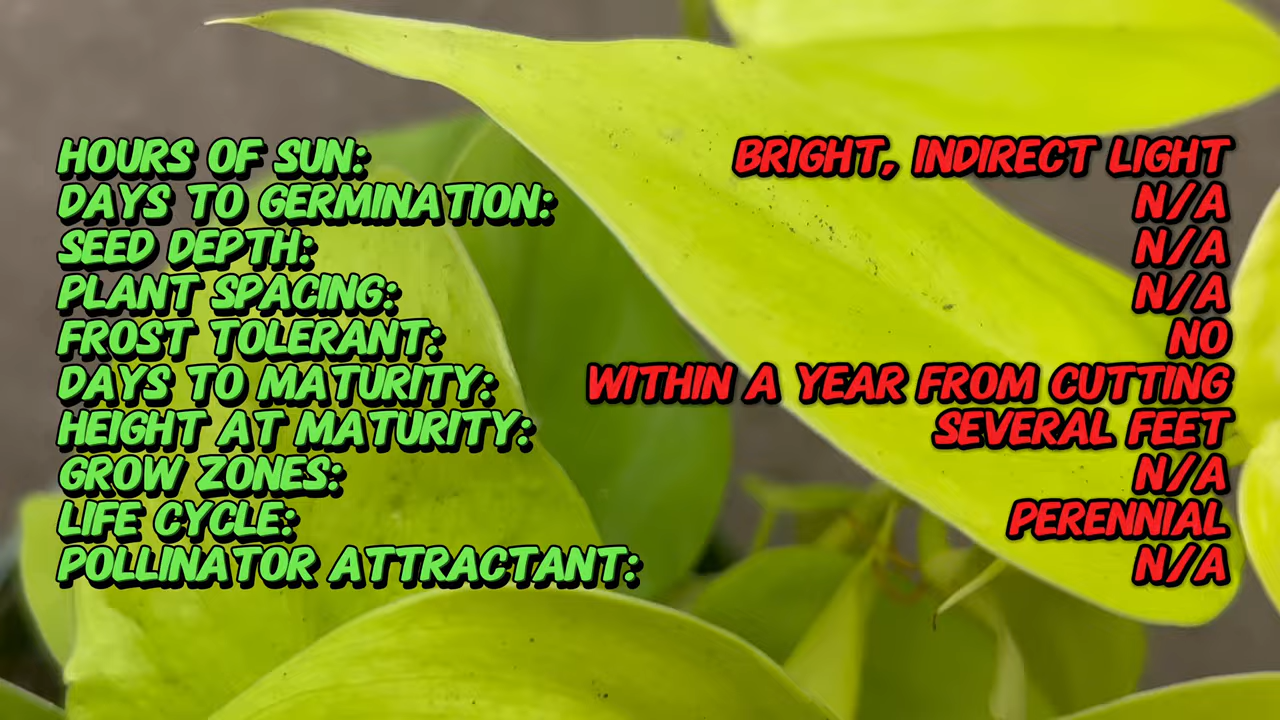 HOURS OF SUN: BRIGHT, INDIRECT LIGHT
DAYS TO GERMINATION: N/A
SEED DEPTH: N/A
PLANT SPACING: N/A
FROST TOLERANT: NO
DAYS TO MATURITY: WITHIN A YEAR FROM CUTTING
HEIGHT AT MATURITY: SEVERAL FEET
GROW ZONES: N/A
LIFE CYCLE: PERENNIAL
POLLINATOR ATTRACTANT: N/A